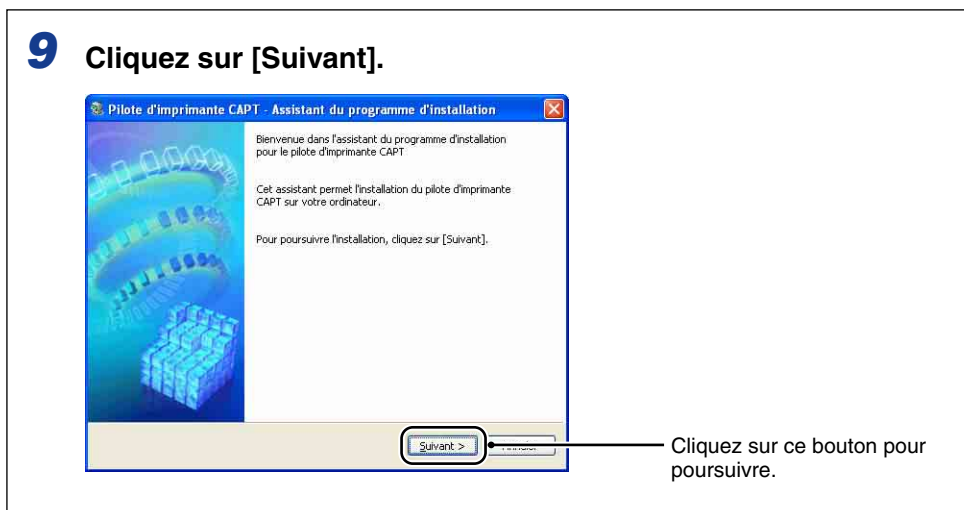 9 Cliquez sur [Suivant].
Pilote d'imprimante CAPT - Assistant du programme d'installation
Bienvenue dans l'assistant du programme d'installation
pour le pilote d'imprimante CAPT
Cet assistant permet l'installation du pilote d'imprimante
CAPT sur votre ordinateur.
Pour poursuivre l'installation, cliquez sur [Suivant].
Suivant >
Cliquez sur ce bouton pour
poursuivre.